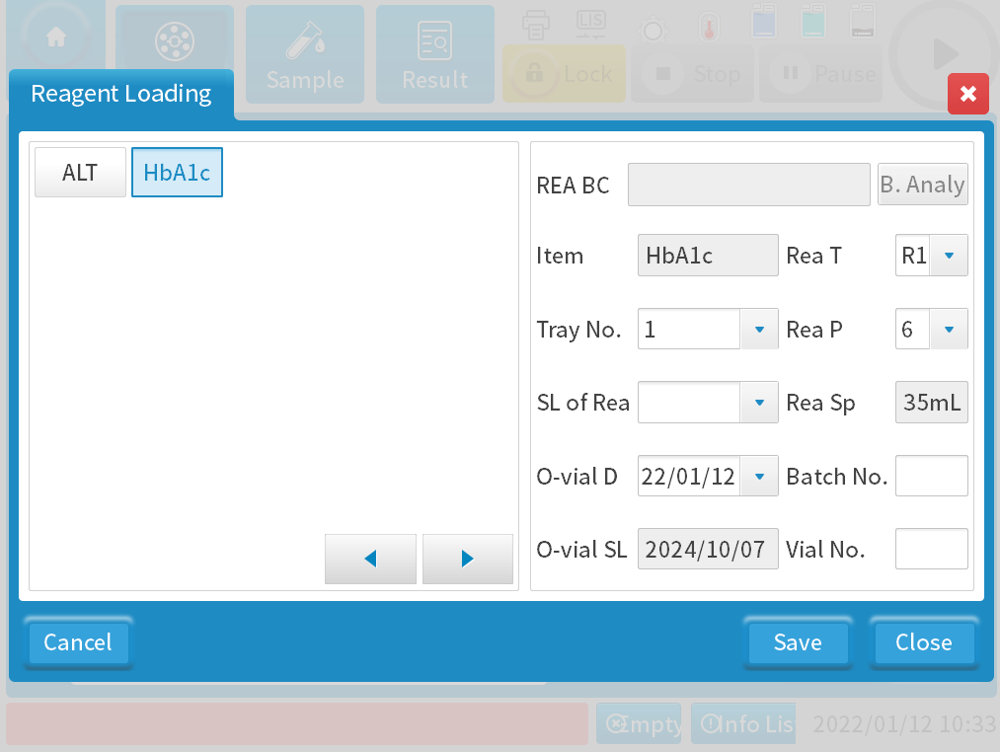 LIS
Sample
Result
Lock
Stop
Pause
Reagent Loading
ALT
HbA1c
REA BC
B. Analy
Item
HbA1c
Rea T
R1
Tray No.
1
Rea P
6
SL of Rea
Rea Sp
35mL
O-vial D
22/01/12
Batch No.
O-vial SL
2024/10/07
Vial No.
Cancel
Save
Close
Empty
Info Lis
2022/01/12 10:33